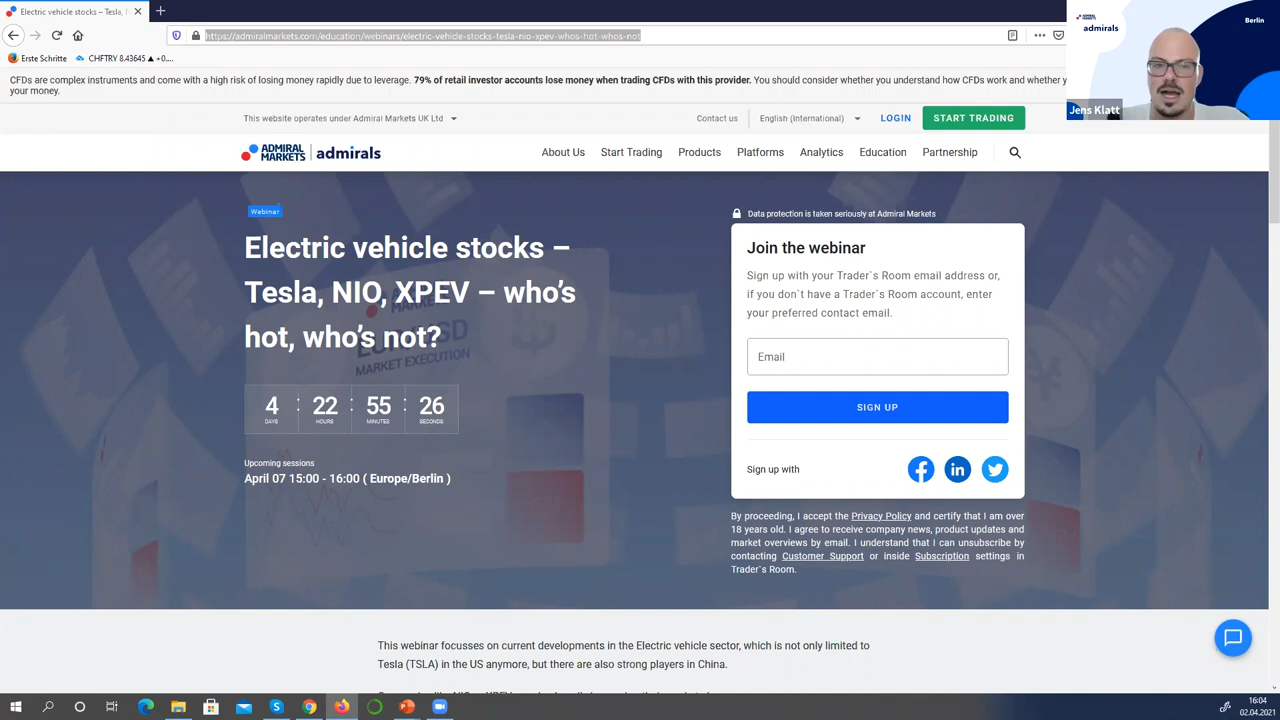 Electric vehicle stocks – Tesla,
https://admiralmarkets.com/education/webinars/electric-vehicle-stocks-tesla-nio-xpev-whos-hot-whos-not
Berlin
ADMIRAL MARKETS
admirals
Jens Klatt
Erste Schritte
CHFTRY 8.43645 ▲ +0....
CFDs are complex instruments and come with a high risk of losing money rapidly due to leverage. 79% of retail investor accounts lose money when trading CFDs with this provider. You should consider whether you understand how CFDs work and whether y
your money.
This website operates under Admiral Markets UK Ltd
Contact us
English (International)
LOGIN
START TRADING
ADMIRAL MARKETS
admirals
About Us
Start Trading
Products
Platforms
Analytics
Education
Partnership
Webinar
Electric vehicle stocks –
Tesla, NIO, XPEV – who's
hot, who's not?
4 : 22 : 55 : 26
DAYS HOURS MINUTES SECONDS
Upcoming sessions
April 07 15:00 - 16:00 ( Europe/Berlin )
MARKET EXECUTION
Data protection is taken seriously at Admiral Markets
Join the webinar
Sign up with your Trader`s Room email address or,
if you don`t have a Trader`s Room account, enter
your preferred contact email.
Email
SIGN UP
Sign up with
By proceeding, I accept the Privacy Policy and certify that I am over
18 years old. I agree to receive company news, product updates and
market overviews by email. I understand that I can unsubscribe by
contacting Customer Support or inside Subscription settings in
Trader`s Room.
This webinar focusses on current developments in the Electric vehicle sector, which is not only limited to
Tesla (TSLA) in the US anymore, but there are also strong players in China.
16:04
02.04.2021